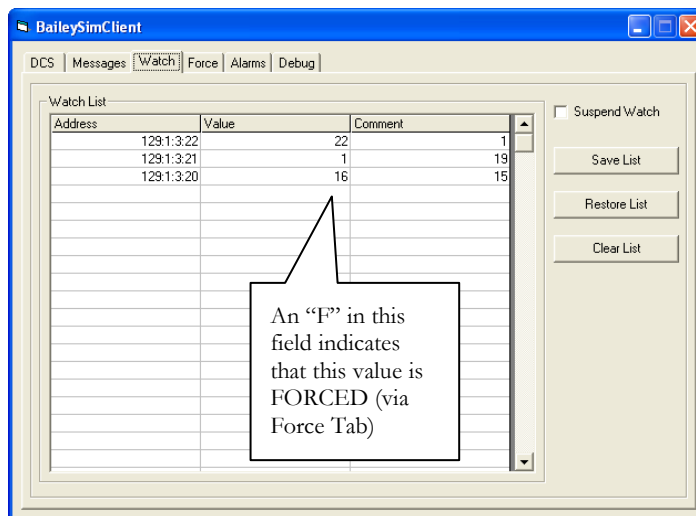 BaileySimClient
DCS Messages Watch Force Alarms Debug
Watch List
Address Value Comment
129:1:3:22 22 1
129:1:3:21 1 19
129:1:3:20 16 15
Suspend Watch
Save List
Restore List
Clear List
An “F” in this
field indicates
that this value is
FORCED (via
Force Tab)